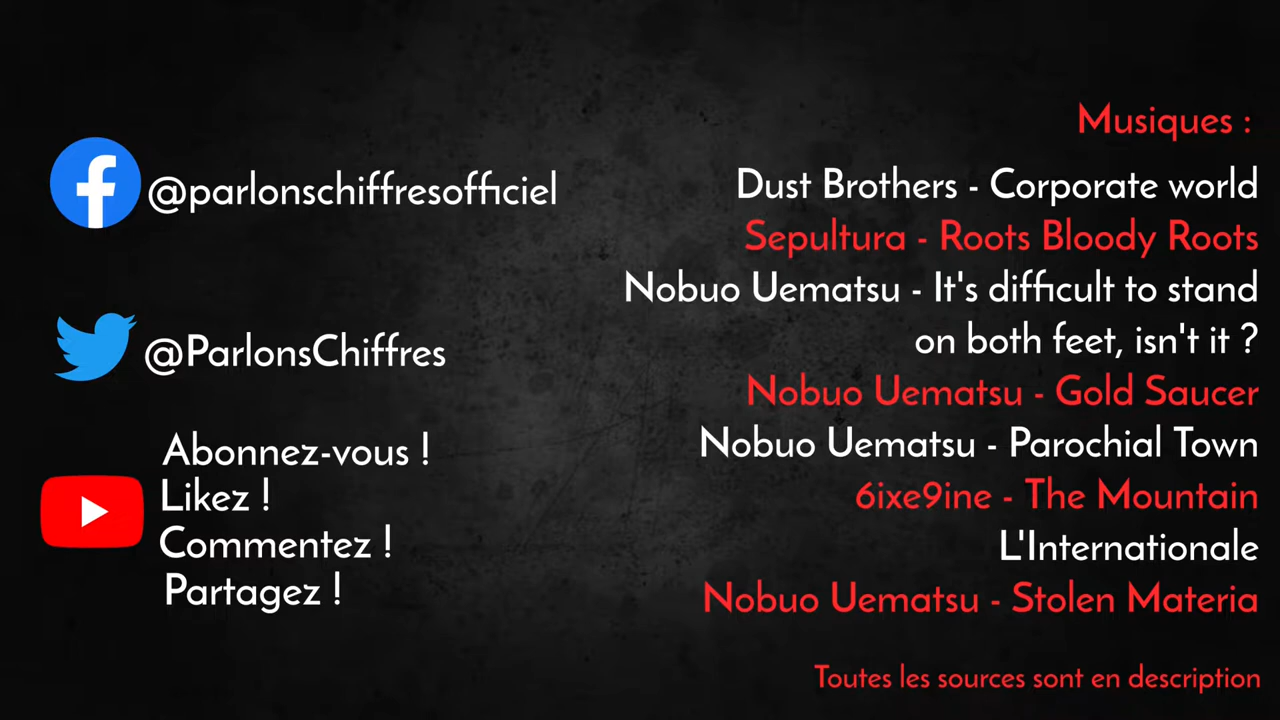 @parlonschiffresofficiel
@ParlonsChiffres
Abonnez-vous !
Likez !
Commentez !
Partagez !
Musiques :
Dust Brothers - Corporate world
Sepultura - Roots Bloody Roots
Nobuo Uematsu - It's difficult to stand
on both feet, isn't it ?
Nobuo Uematsu - Gold Saucer
Nobuo Uematsu - Parochial Town
6ixe9ine - The Mountain
L'Internationale
Nobuo Uematsu - Stolen Materia
Toutes les sources sont en description